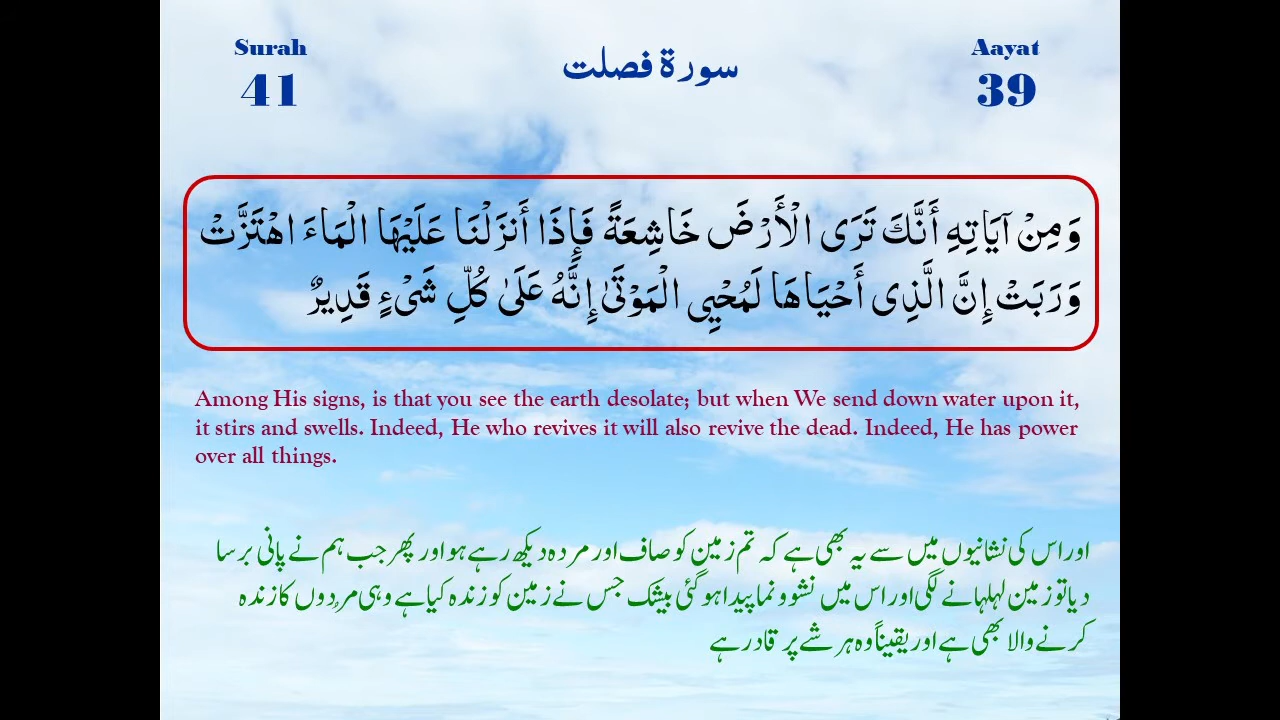 Surah
41
سورة فصلت
Aayat
39
وَمِنْ آيَاتِهِ أَنَّكَ تَرَى الْأَرْضَ خَاشِعَةً فَإِذَا أَنزَلْنَا عَلَيْهَا الْمَاءَ اهْتَزَّتْ
وَرَبَتْ إِنَّ الَّذِي أَحْيَاهَا لَمُحْيِي الْمَوْتَىٰ إِنَّهُ عَلَىٰ كُلِّ شَيْءٍ قَدِيرٌ
Among His signs, is that you see the earth desolate; but when We send down water upon it,
it stirs and swells. Indeed, He who revives it will also revive the dead. Indeed, He has power
over all things.
اور اس کی نشانیوں میں سے یہ بھی ہے کہ تم زمین کو صاف اور مردہ دیکھ رہے ہو اور پھر جب ہم نے پانی برسا
دیا تو زمین لہلہانے لگی اور اس میں نشوونما پیدا ہوگئی بیشک جس نے زمین کو زندہ کیا ہے وہی مفردوں کا زندہ
کرنے والا بھی ہے اور یقیناً وہ ہر شے پر قادر ہے